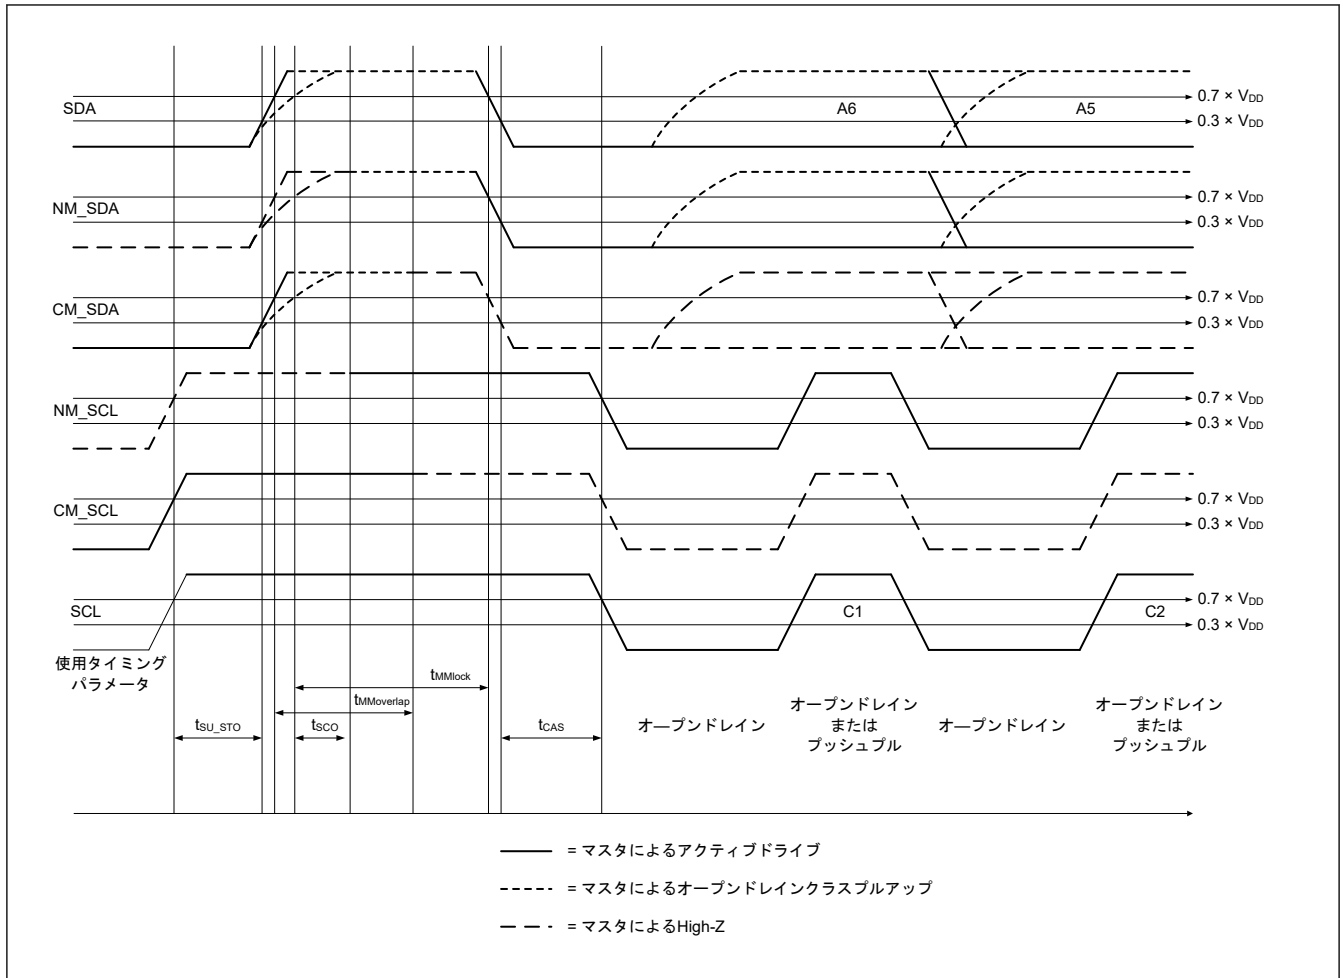 SDA
A6
A5
0.7 × VDD
0.3 × VDD
NM_SDA
0.7 × VDD
0.3 × VDD
CM_SDA
0.7 × VDD
0.3 × VDD
NM_SCL
0.7 × VDD
0.3 × VDD
CM_SCL
0.7 × VDD
0.3 × VDD
SCL
C1
C2
0.7 × VDD
0.3 × VDD
使用タイミング
パラメータ
tMMlock
tMMoverlap
tSU_STO
tSCO
tCAS
オープンドレイン
オープンドレイン
または
プッシュプル
オープンドレイン
オープンドレイン
または
プッシュプル
= マスタによるアクティブドライブ
= マスタによるオープンドレインクラスプルアップ
= マスタによるHigh-Z